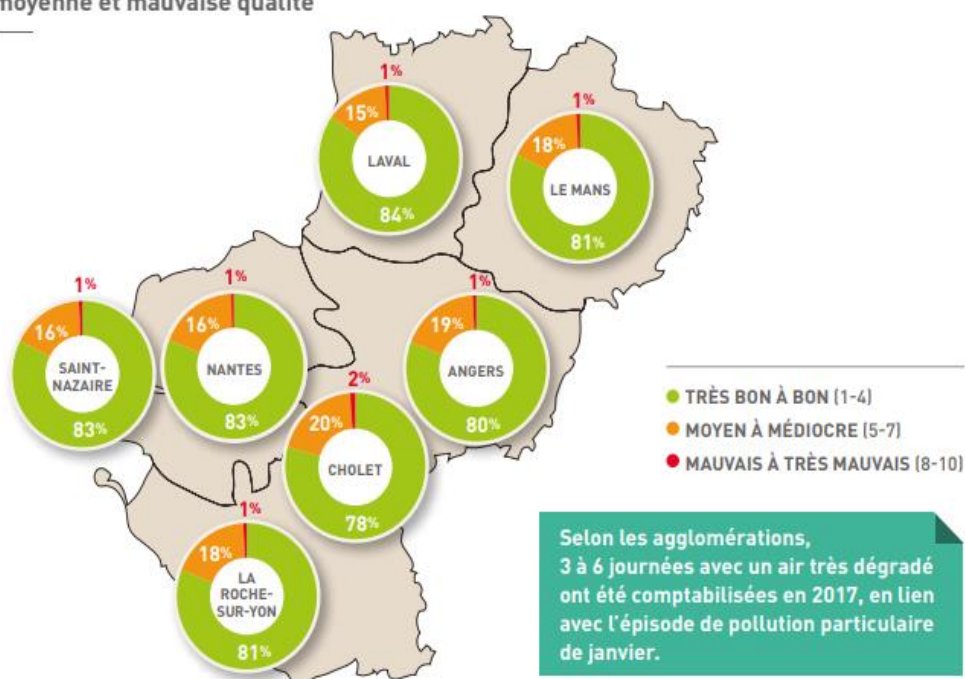 moyenne et mauvaise qualité
1%
15%
LAVAL
84%
1%
18%
LE MANS
81%
1%
16%
SAINT-
NAZAIRE
83%
1%
16%
NANTES
83%
1%
19%
ANGERS
80%
2%
20%
CHOLET
78%
1%
18%
LA
ROCHE-
SUR-YON
81%
TRÈS BON À BON (1-4)
MOYEN À MÉDIOCRE (5-7)
MAUVAIS À TRÈS MAUVAIS (8-10)
Selon les agglomérations,
3 à 6 journées avec un air très dégradé
ont été comptabilisées en 2017, en lien
avec l'épisode de pollution particulaire
de janvier.